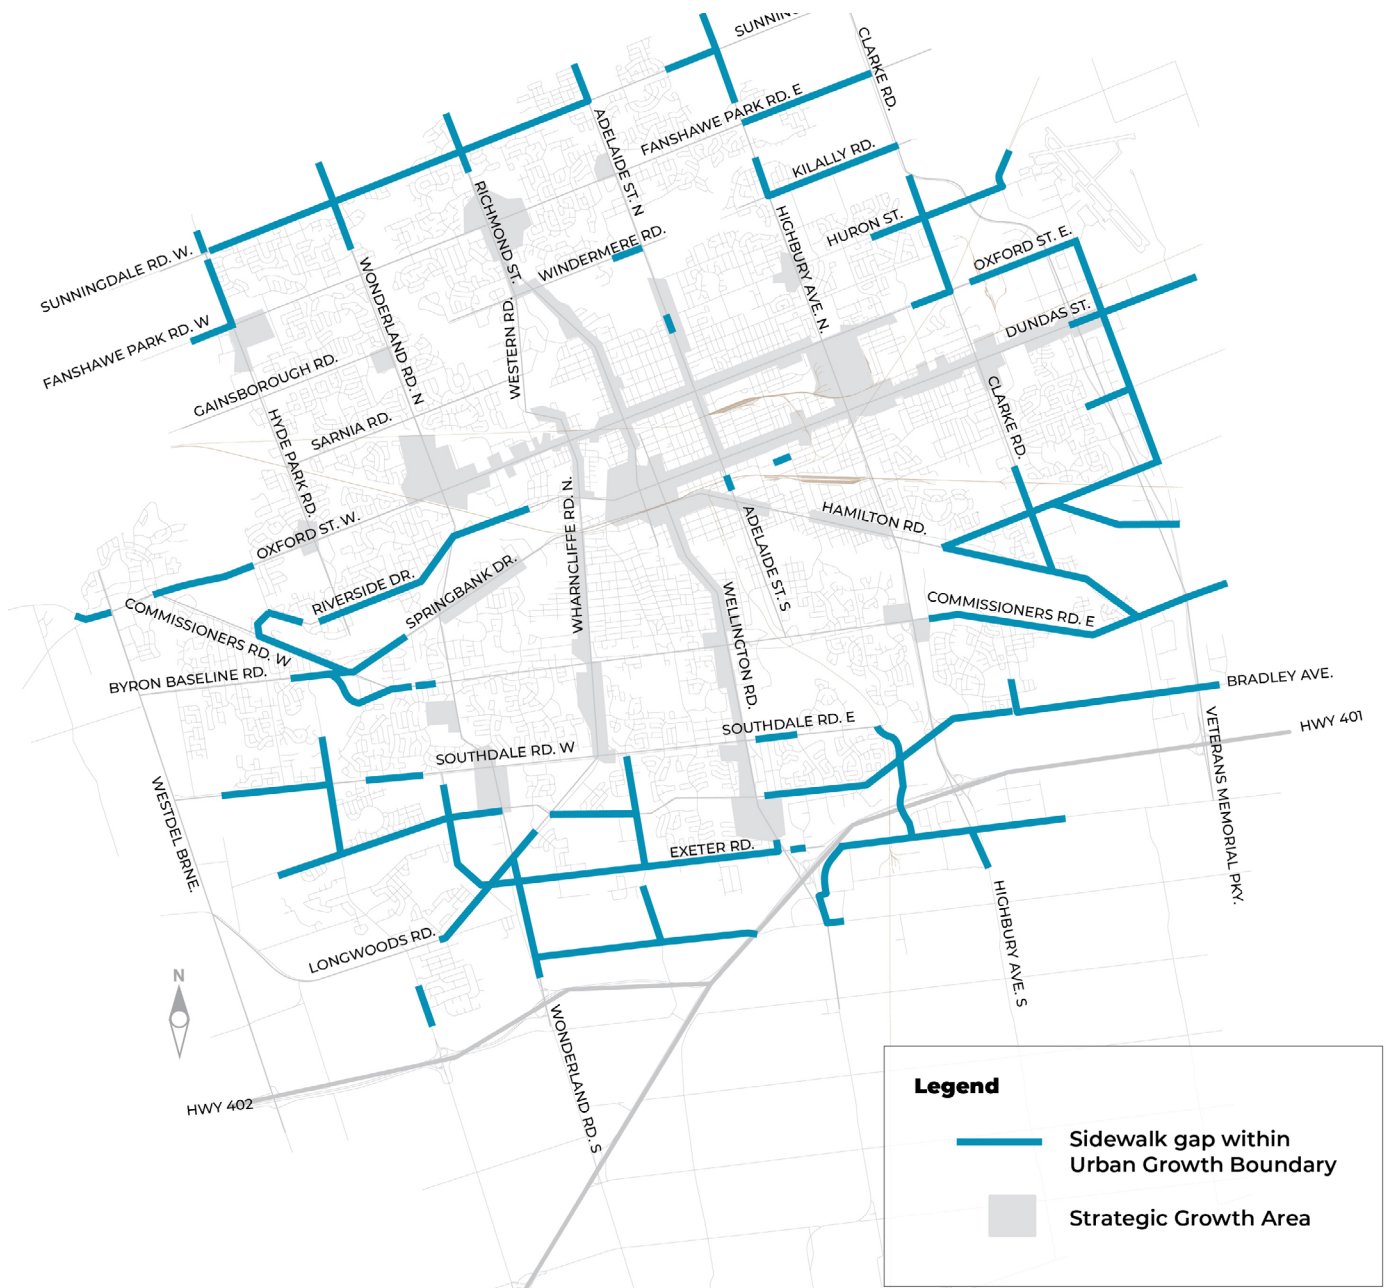 SUNNING
CLARKE RD.
FANSHAWE PARK RD. E
ADELAIDE ST. N
KILALLY RD.
RICHMOND ST.
HURON ST.
HIGHBURY AVE. N.
WINDERMERE RD.
OXFORD ST. E.
SUNNINGDALE RD. W.
WONDERLAND RD. N
WESTERN RD.
DUNDAS ST.
FANSHAWE PARK RD. W
GAINSBOROUGH RD.
CLARKE RD.
SARNIA RD.
HYDE PARK RD.
WHARNCLIFFE RD. N.
ADELAIDE ST. S
HAMILTON RD.
OXFORD ST. W.
RIVERSIDE DR.
SPRINGBANK DR.
WELLINGTON RD.
COMMISSIONERS RD. W
COMMISSIONERS RD. E
BYRON BASELINE RD.
BRADLEY AVE.
SOUTHDALE RD. E
HWY 401
SOUTHDALE RD. W
VETERANS MEMORIAL PKY.
WESTDEL BRNE.
EXETER RD.
LONGWOODS RD.
HIGHBURY AVE. S
N
WONDERLAND RD. S
HWY 402
Legend
Sidewalk gap within
Urban Growth Boundary
Strategic Growth Area